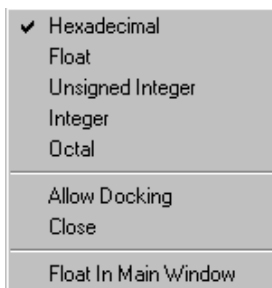 Hexadecimal
Float
Unsigned Integer
Integer
Octal
Allow Docking
Close
Float In Main Window